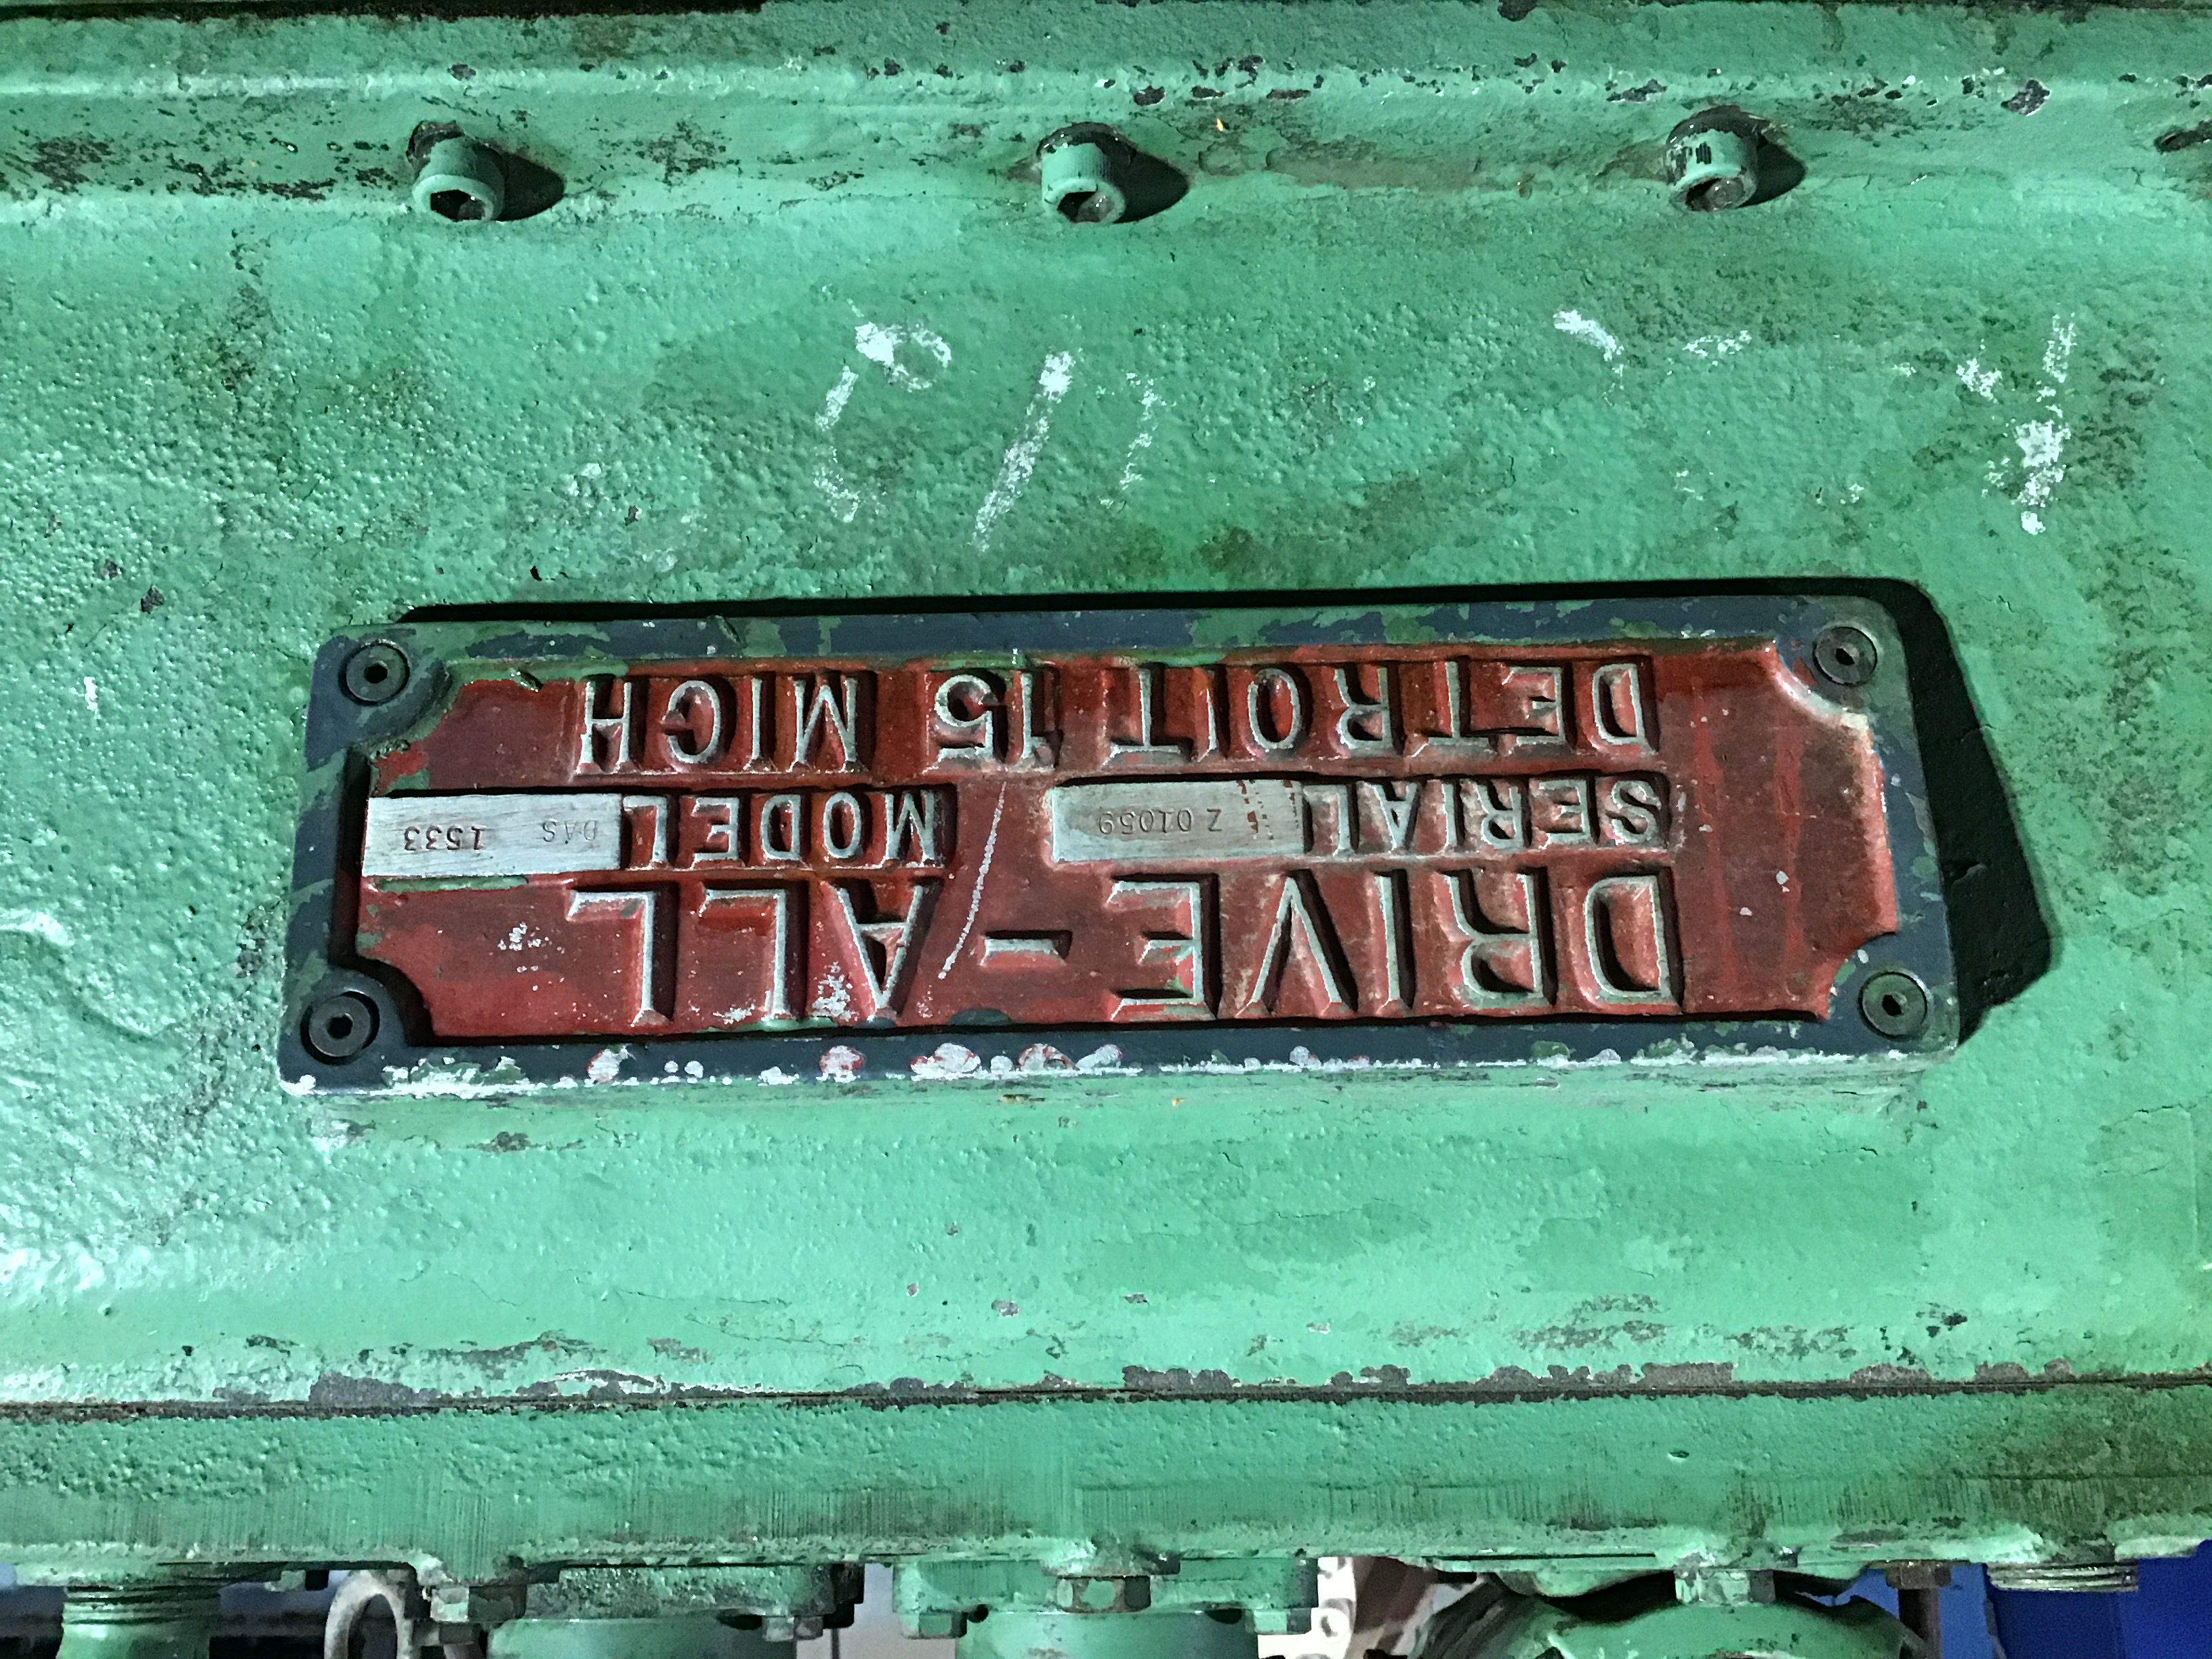 DRIVE-ALL
SERIAL Z 01059 MODEL DAS 1533
DETROIT 15 MICH